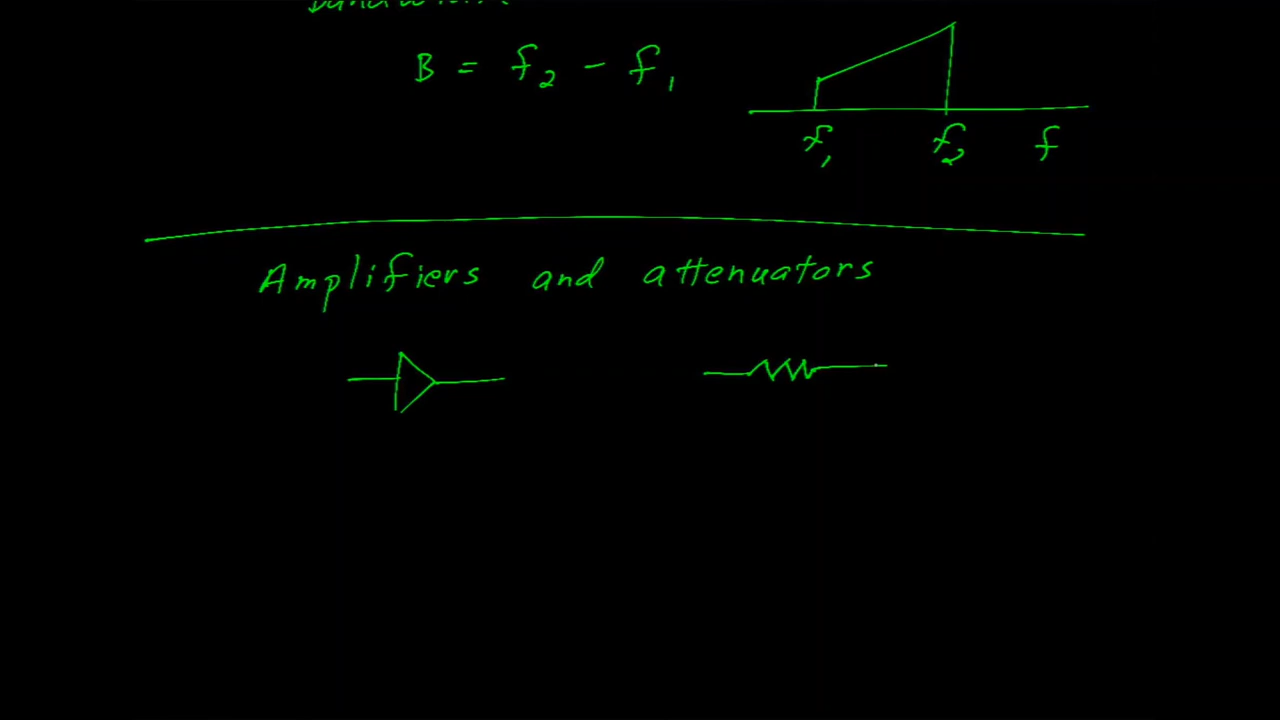 B = f₂ - f₁
f₁ f₂ f
Amplifiers and attenuators